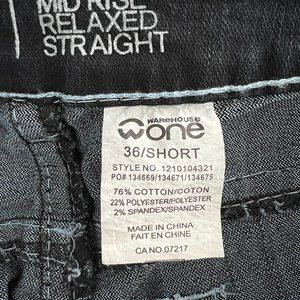 MID RISE
RELAXED
STRAIGHT
WAREHOUSE
one
36/SHORT
STYLE NO. 1210104321
PO# 134669/134671/134675
76% COTTON/COTON
22% POLYESTER/POLYESTER
2% SPANDEX/SPANDEX
MADE IN CHINA
FAIT EN CHINE
CA NO. 07217